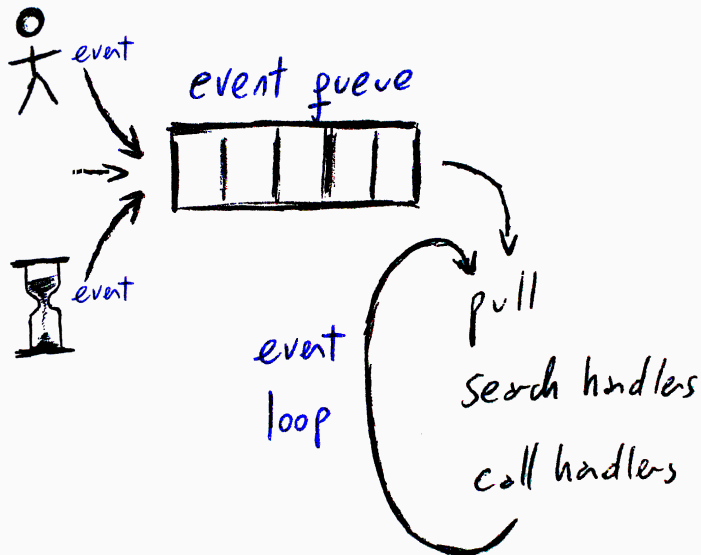 event
event queue
event
pull
event
loop
search handlers
call handlers